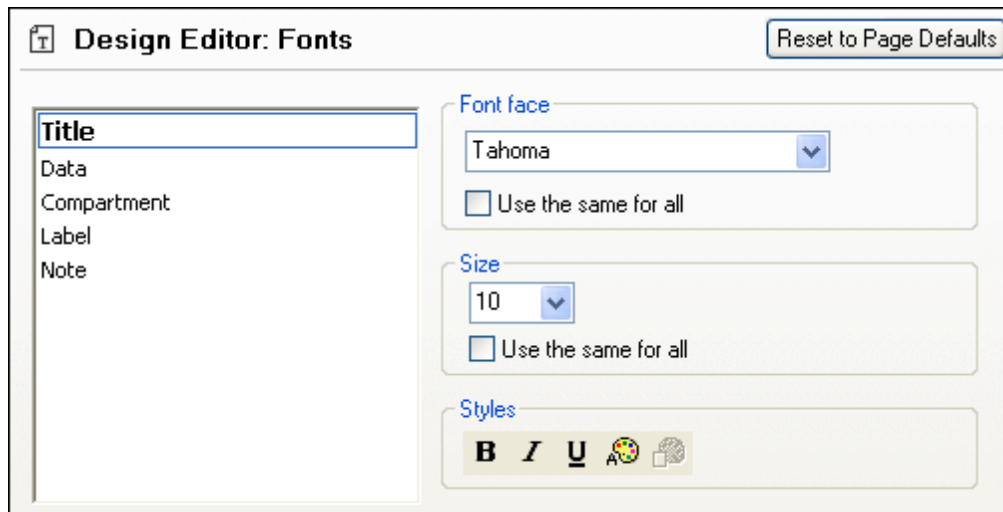 Design Editor: Fonts
Reset to Page Defaults
Title
Data
Compartment
Label
Note
Font face
Tahoma
Use the same for all
Size
10
Use the same for all
Styles
B I U A